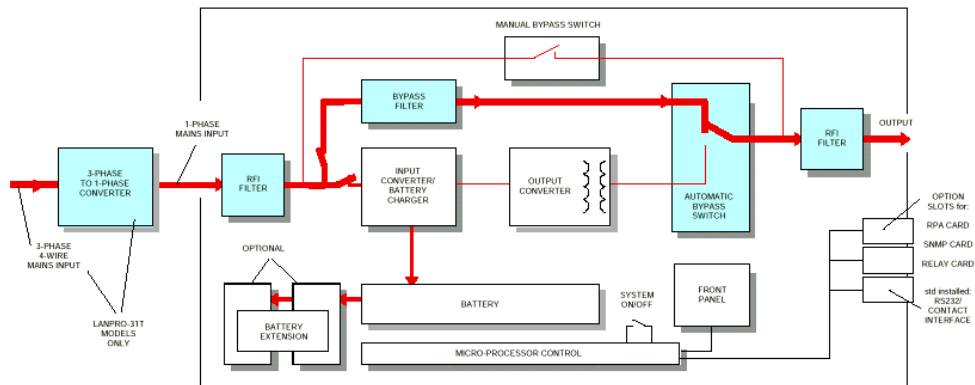 MANUAL BYPASS SWITCH
BYPASS
FILTER
1-PHASE
MAINS INPUT
OUTPUT
3-PHASE
TO 1-PHASE
CONVERTER
RFI
FILTER
INPUT
CONVERTER/
BATTERY
CHARGER
OUTPUT
CONVERTER
AUTOMATIC
BYPASS
SWITCH
RFI
FILTER
OPTION
SLOTS for:
RPA CARD
SNMP CARD
RELAY CARD
std installed:
RS232/
CONTACT
INTERFACE
3-PHASE
4-WIRE
MAINS INPUT
OPTIONAL
LANPRO-31T
MODELS
ONLY
BATTERY
EXTENSION
BATTERY
SYSTEM
ON/OFF
FRONT
PANEL
MICRO-PROCESSOR CONTROL